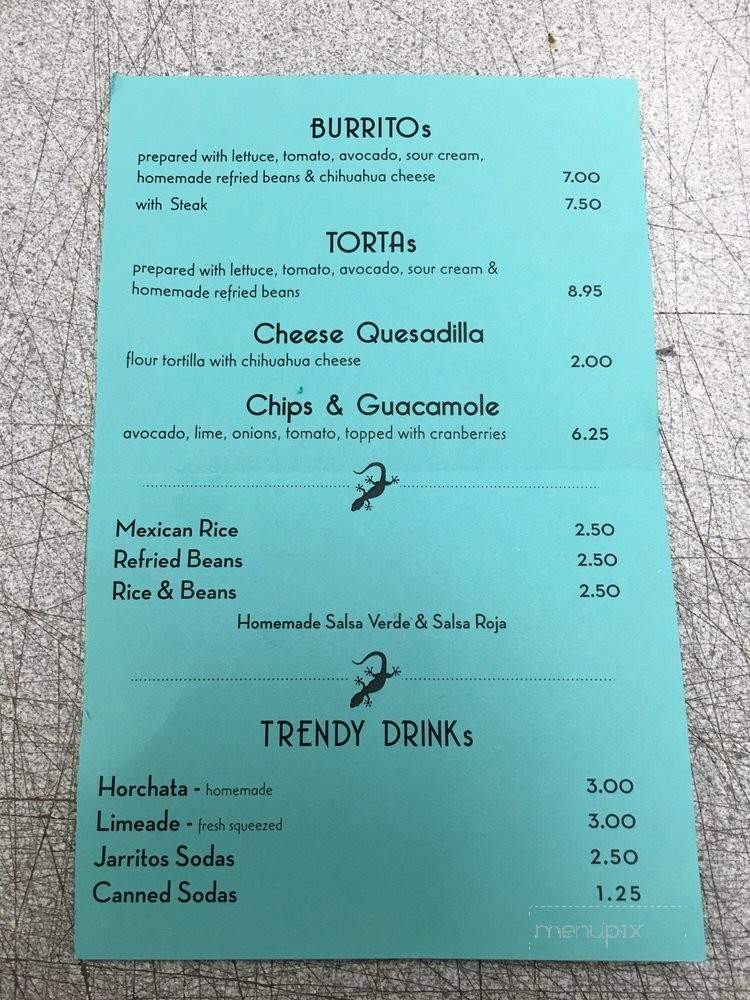 BURRITOs
prepared with lettuce, tomato, avocado, sour cream,
homemade refried beans & chihuahua cheese 7.00
with Steak 7.50
TORTAs
prepared with lettuce, tomato, avocado, sour cream &
homemade refried beans 8.95
Cheese Quesadilla
flour tortilla with chihuahua cheese 2.00
Chips & Guacamole
avocado, lime, onions, tomato, topped with cranberries 6.25
Mexican Rice 2.50
Refried Beans 2.50
Rice & Beans 2.50
Homemade Salsa Verde & Salsa Roja
TRENDY DRINKs
Horchata - homemade 3.00
Limeade - fresh squeezed 3.00
Jarritos Sodas 2.50
Canned Sodas 1.25
menupix